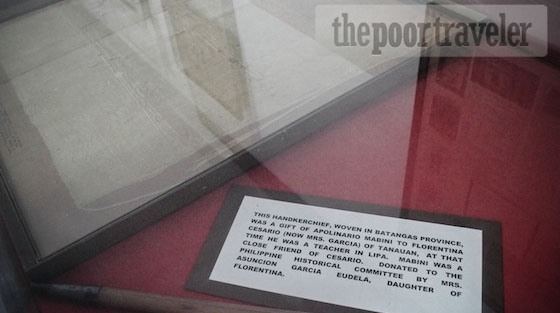 thepoortraveler
THIS HANDKERCHIEF, WOVEN IN BATANGAS PROVINCE,
WAS A GIFT OF APOLINARIO MABINI TO FLORENTINA
CESARIO (NOW MRS. GARCIA) OF TANAUAN, AT THAT
TIME HE WAS A TEACHER IN LIPA. MABINI WAS A
CLOSE FRIEND OF CESARIO. DONATED TO THE
PHILIPPINE HISTORICAL COMMITTEE BY MRS.
ASUNCION GARCIA EUDELA, DAUGHTER OF
FLORENTINA.